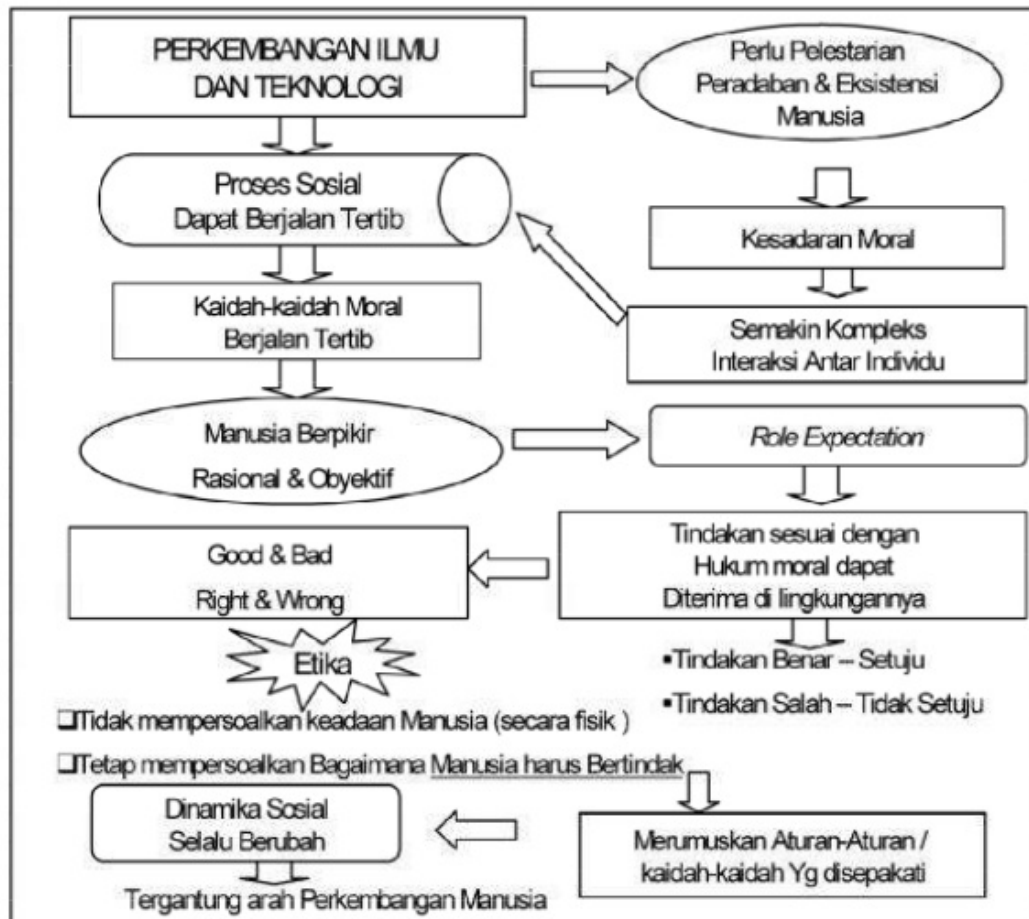 PERKEMBANGAN ILMU
DAN TEKNOLOGI
Perlu Pelestarian
Peradaban & Eksistensi
Manusia
Proses Sosial
Dapat Berjalan Tertib
Kesadaran Moral
Kaidah-kaidah Moral
Berjalan Tertib
Semakin Kompleks
Interaksi Antar Individu
Manusia Berpikir
Rasional & Obyektif
Role Expectation
Tindakan sesuai dengan
Hukum moral dapat
Diterima di lingkungannya
Good & Bad
Right & Wrong
Etika
▪Tindakan Benar – Setuju
▪Tindakan Salah – Tidak Setuju
❑Tidak mempersoalkan keadaan Manusia (secara fisik )
❑Tetap mempersoalkan Bagaimana Manusia harus Bertindak
Dinamika Sosial
Selalu Berubah
Merumuskan Aturan-Aturan /
kaidah-kaidah Yg disepakati
Tergantung arah Perkembangan Manusia